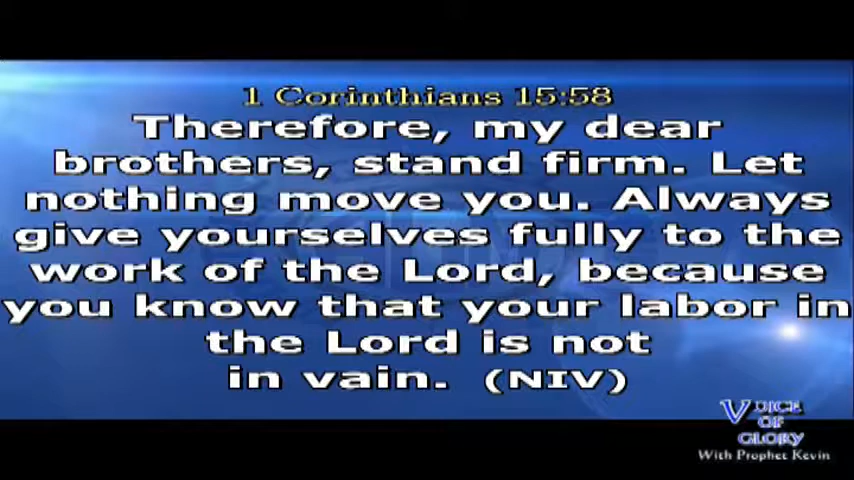 1 Corinthians 15:58
Therefore, my dear
brothers, stand firm. Let
nothing move you. Always
give yourselves fully to the
work of the Lord, because
you know that your labor in
the Lord is not
in vain. (NIV)
VOICE
OF
GLORY
With Prophet Kevin